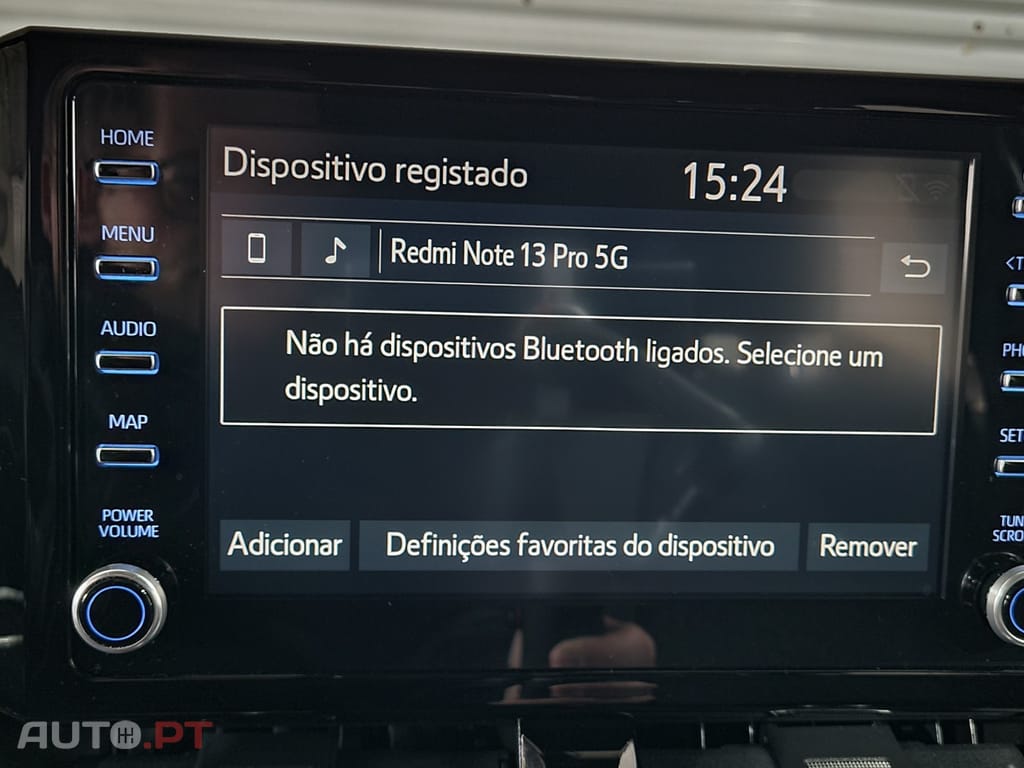 HOME
MENU
AUDIO
MAP
POWER
VOLUME
Dispositivo registado
15:24
Redmi Note 13 Pro 5G
Não há dispositivos Bluetooth ligados. Selecione um
dispositivo.
Adicionar
Definições favoritas do dispositivo
Remover
<T
PH
SET
TUN
SCRO
AUTO.PT